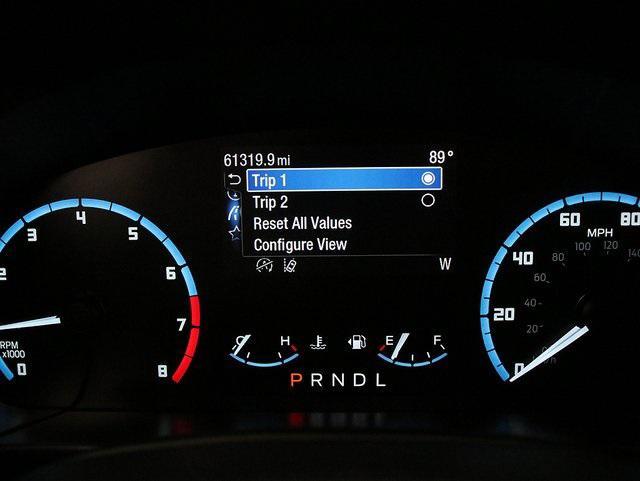 61319.9 mi 89°
Trip 1
Trip 2
Reset All Values
Configure View
W
2 3 4 5 6 7 8
RPM
x1000
0
C H
E F
P R N D L
0 20 40 60 80
MPH
20 40 60 80 100 120 140